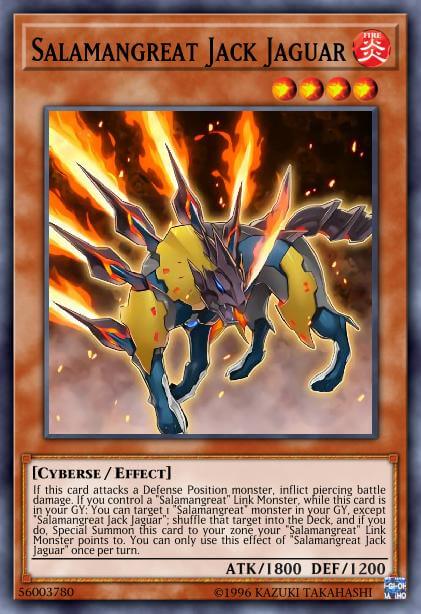 Salamangreat Jack Jaguar
FIRE
炎
[Cyberse / Effect]
If this card attacks a Defense Position monster, inflict piercing battle
damage. If you control a "Salamangreat" Link Monster, while this card is
in your GY: You can target 1 "Salamangreat" monster in your GY, except
"Salamangreat Jack Jaguar"; shuffle that target into the Deck, and if you
do, Special Summon this card to your zone your "Salamangreat" Link
Monster points to. You can only use this effect of "Salamangreat Jack
Jaguar" once per turn.
ATK/1800 DEF/1200
56003780
©1996 KAZUKI TAKAHASHI